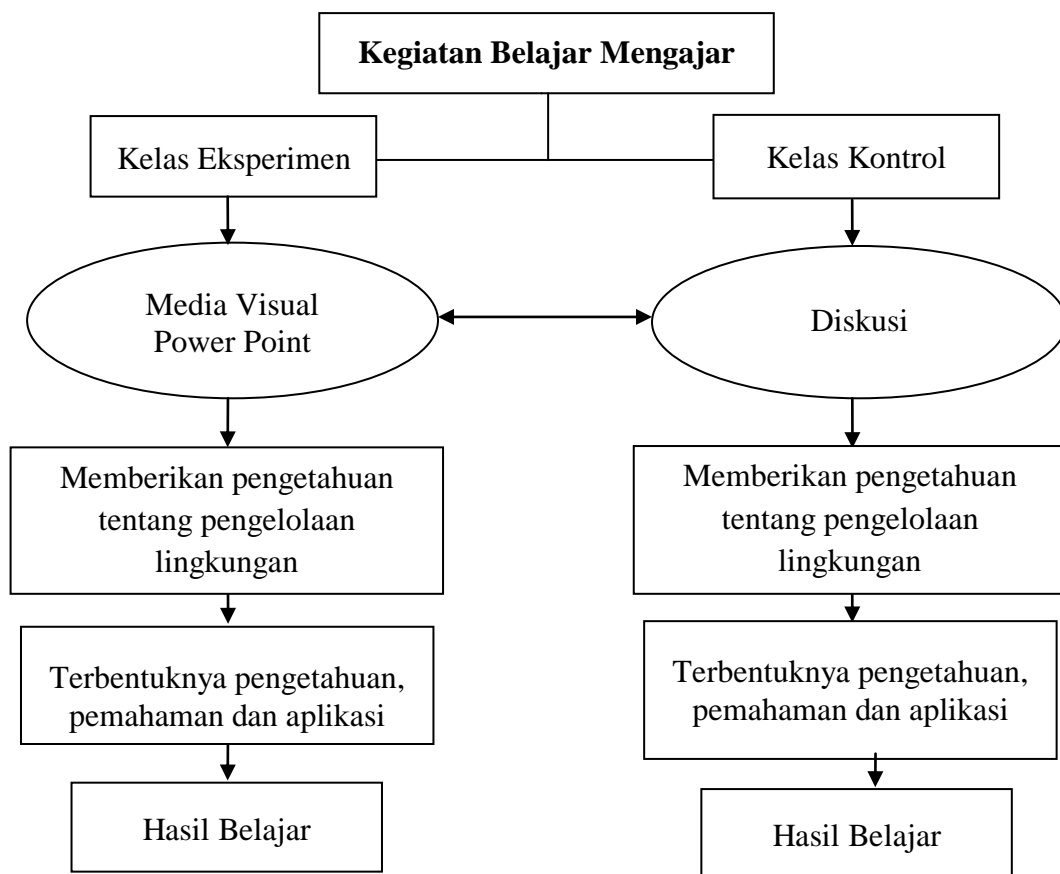 Kegiatan Belajar Mengajar
Kelas Eksperimen
Kelas Kontrol
Media Visual
Power Point
Diskusi
Memberikan pengetahuan
tentang pengelolaan
lingkungan
Memberikan pengetahuan
tentang pengelolaan
lingkungan
Terbentuknya pengetahuan,
pemahaman dan aplikasi
Terbentuknya pengetahuan,
pemahaman dan aplikasi
Hasil Belajar
Hasil Belajar